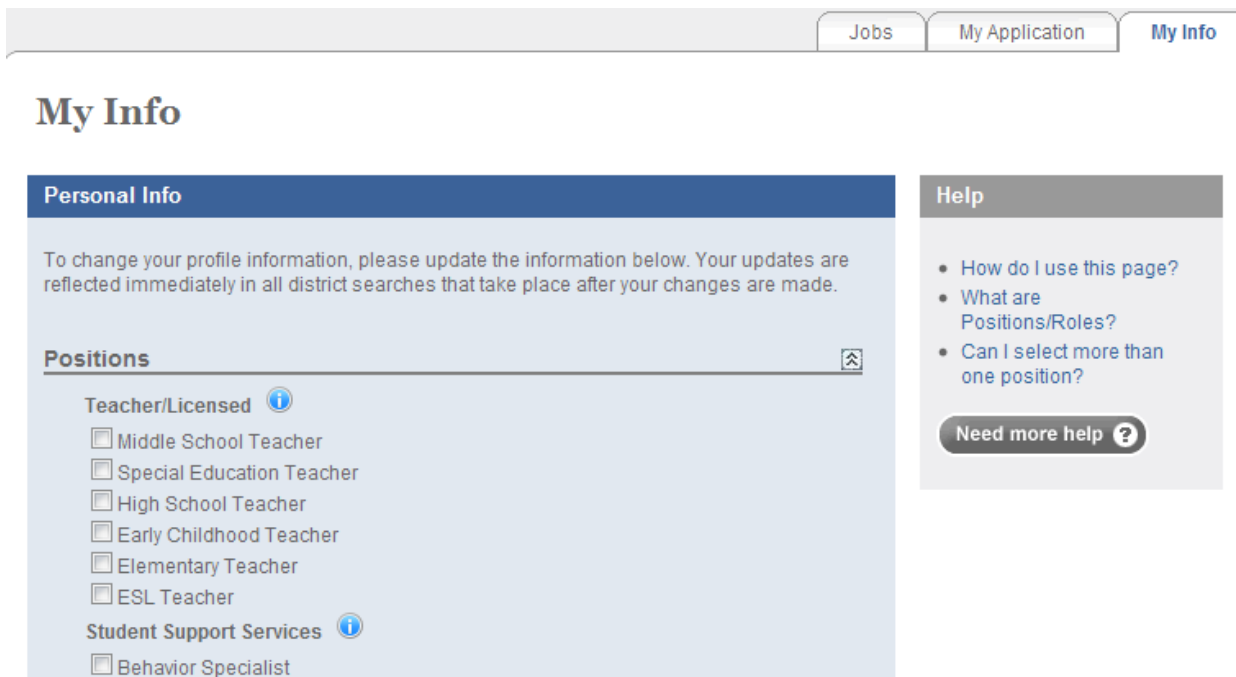 Jobs
My Application
My Info
My Info
Personal Info
To change your profile information, please update the information below. Your updates are
reflected immediately in all district searches that take place after your changes are made.
Positions
Teacher/Licensed
Middle School Teacher
Special Education Teacher
High School Teacher
Early Childhood Teacher
Elementary Teacher
ESL Teacher
Student Support Services
Behavior Specialist
Help
How do I use this page?
What are
Positions/Roles?
Can I select more than
one position?
Need more help ?